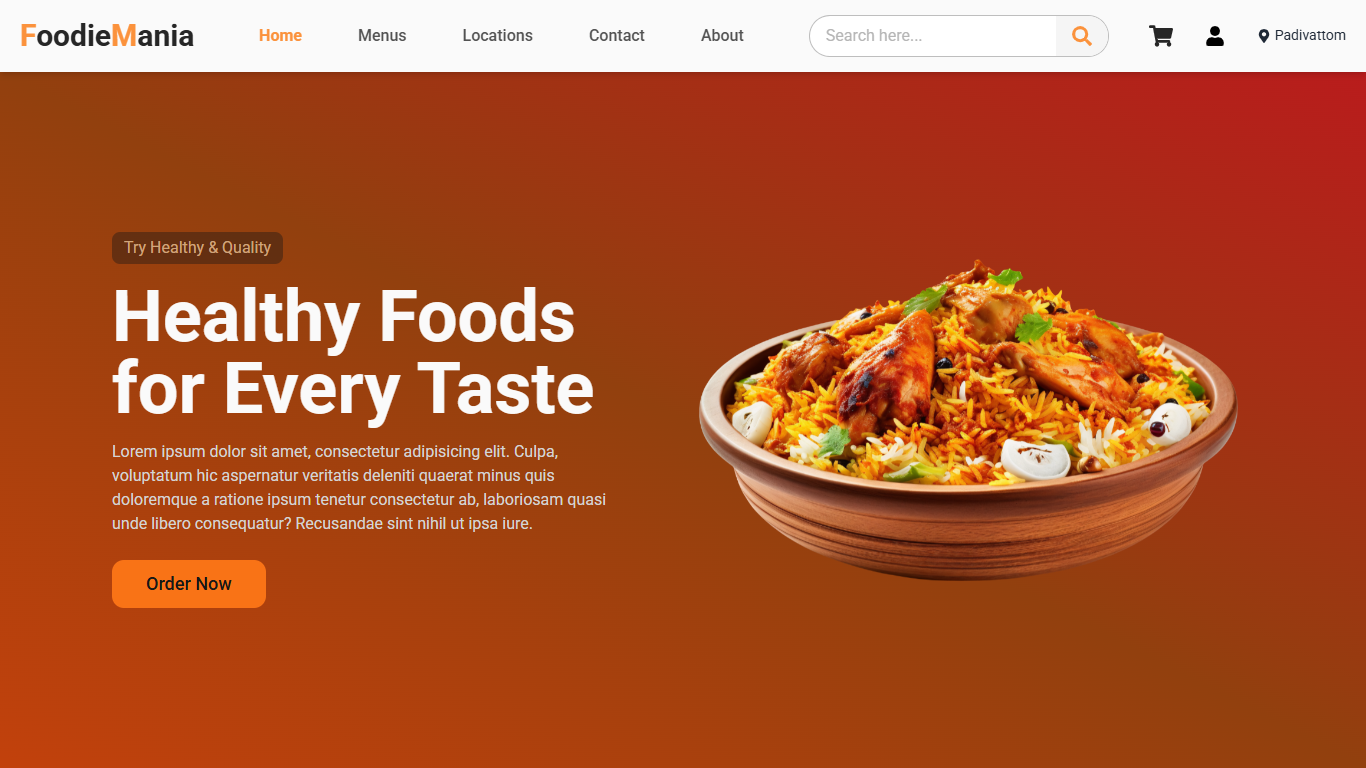 FoodieMania
Home
Menus
Locations
Contact
About
Search here...
Padivattom
Try Healthy & Quality
Healthy Foods
for Every Taste
Lorem ipsum dolor sit amet, consectetur adipisicing elit. Culpa,
voluptatum hic aspernatur veritatis deleniti quaerat minus quis
doloremque a ratione ipsum tenetur consectetur ab, laboriosam quasi
unde libero consequatur? Recusandae sint nihil ut ipsa iure.
Order Now